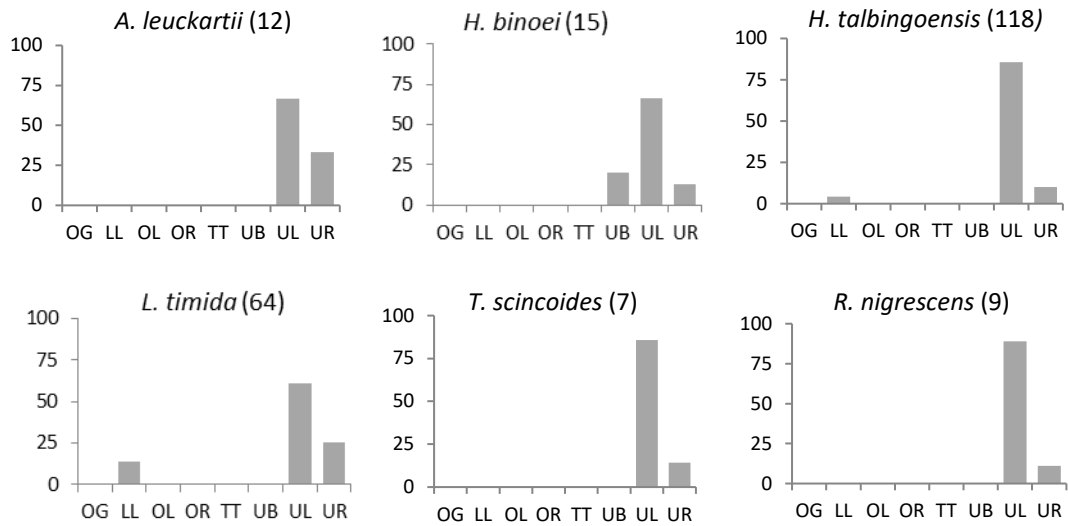 A. leuckartii (12)
100
75
50
25
0
OG LL OL OR TT UB UL UR
H. binoei (15)
100
75
50
25
0
OG LL OL OR TT UB UL UR
H. talbingoensis (118)
100
75
50
25
0
OG LL OL OR TT UB UL UR
L. timida (64)
100
75
50
25
0
OG LL OL OR TT UB UL UR
T. scincoides (7)
100
75
50
25
0
OG LL OL OR TT UB UL UR
R. nigrescens (9)
100
75
50
25
0
OG LL OL OR TT UB UL UR